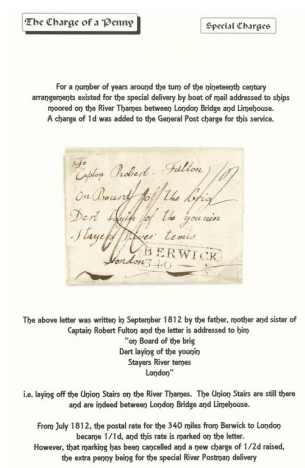 The Charge of a Penny
Special Charges
For a number of years around the turn of the nineteenth century
arrangements existed for the special delivery by boat of mail addressed to ships
moored on the River Thames between London Bridge and Limehouse.
A charge of 1d was added to the General Post charge for this service.
To
Capton Robert Fulton
on Bourd of the brig
Dert layin of the younin
Stayers River temes
London
BERWICK
340
The above letter was written in September 1812 by the father, mother and sister of
Captain Robert Fulton and the letter is addressed to him
"on Board of the brig
Dert laying of the younin
Stayers River temes
London"
i.e. laying off the Union Stairs on the River Thames. The Union Stairs are still there
and are indeed between London Bridge and Limehouse.
From July 1812, the postal rate for the 340 miles from Berwick to London
became 1/1d, and this rate is marked on the letter.
However, that marking has been cancelled and a new charge of 1/2d raised,
the extra penny being for the special River Postman delivery